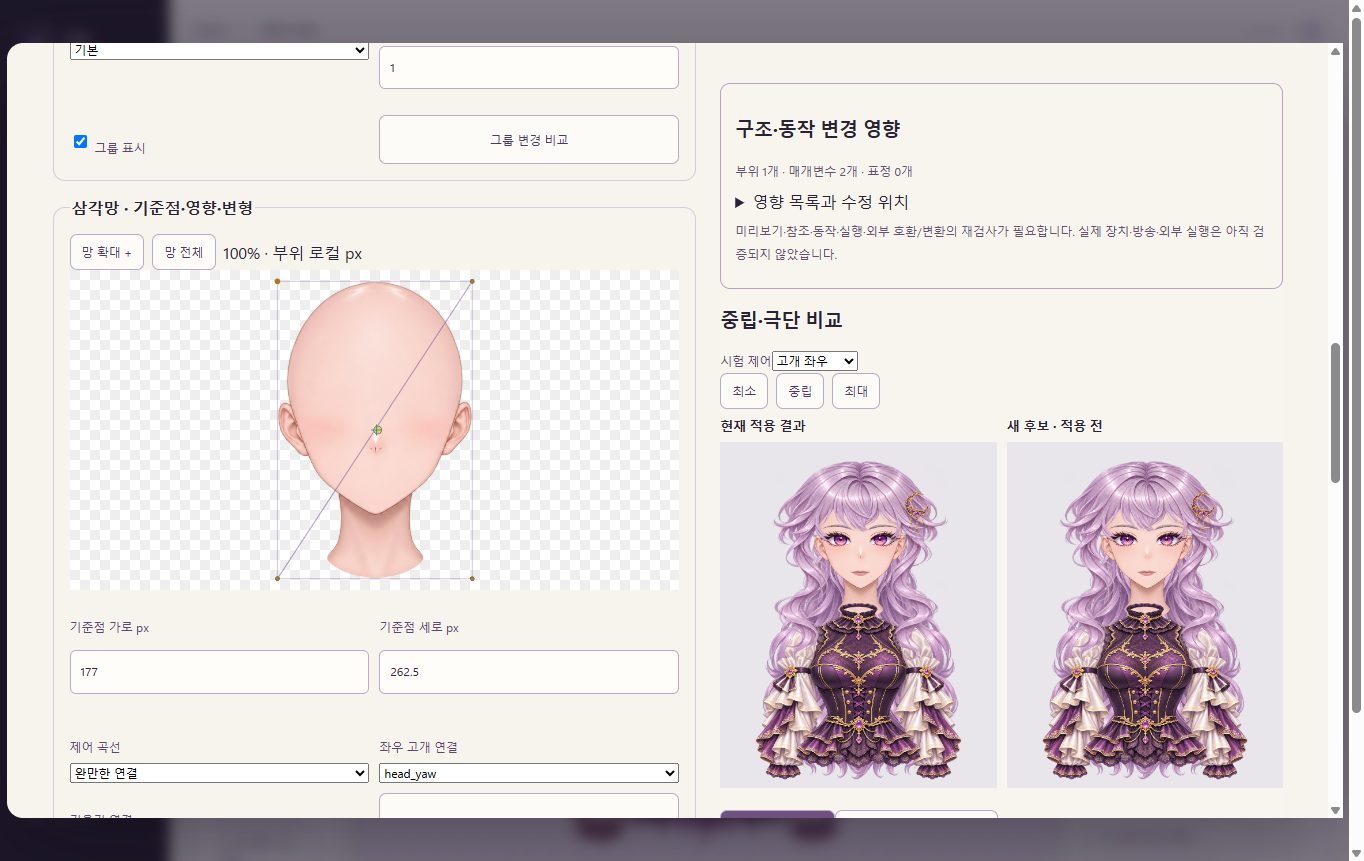 기본
1
그룹 표시
그룹 변경 비교
삼각망 · 기준점·영향·변형
망 확대 +
망 전체
100% · 부위 로컬 px
기준점 가로 px
기준점 세로 px
177
262.5
제어 곡선
좌우 고개 연결
완만한 연결
head_yaw
구조·동작 변경 영향
부위 1개 · 매개변수 2개 · 표정 0개
▶ 영향 목록과 수정 위치
미리보기·참조·동작·실행·외부 호환/변환의 재검사가 필요합니다. 실제 장치·방송·외부 실행은 아직 검
증되지 않았습니다.
중립·극단 비교
시험 제어 고개 좌우
최소
중립
최대
현재 적용 결과
새 후보 · 적용 전